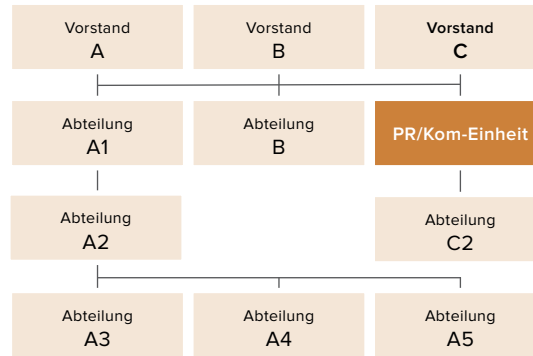 Vorstand
A
Vorstand
B
Vorstand
C
Abteilung
A1
Abteilung
B
PR/Kom-Einheit
Abteilung
A2
Abteilung
C2
Abteilung
A3
Abteilung
A4
Abteilung
A5